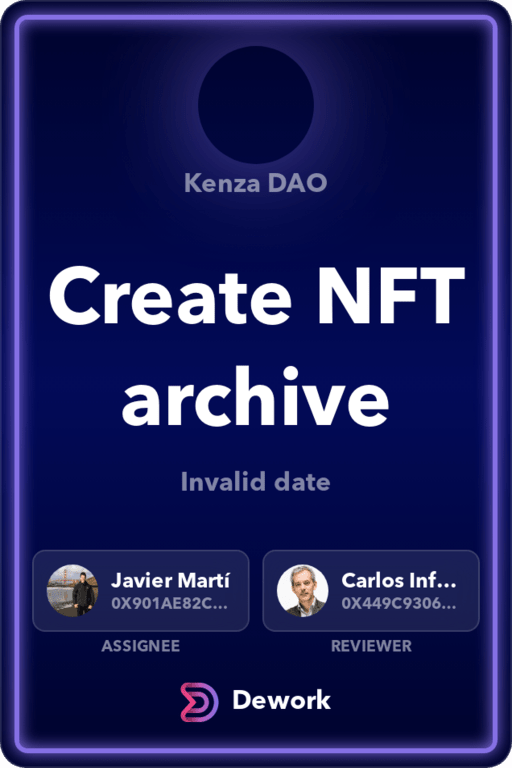 Kenza DAO
Create NFT
archive
Invalid date
Javier Martí
0X901AE82C...
Carlos Inf...
0X449C9306...
ASSIGNEE
REVIEWER
Dework